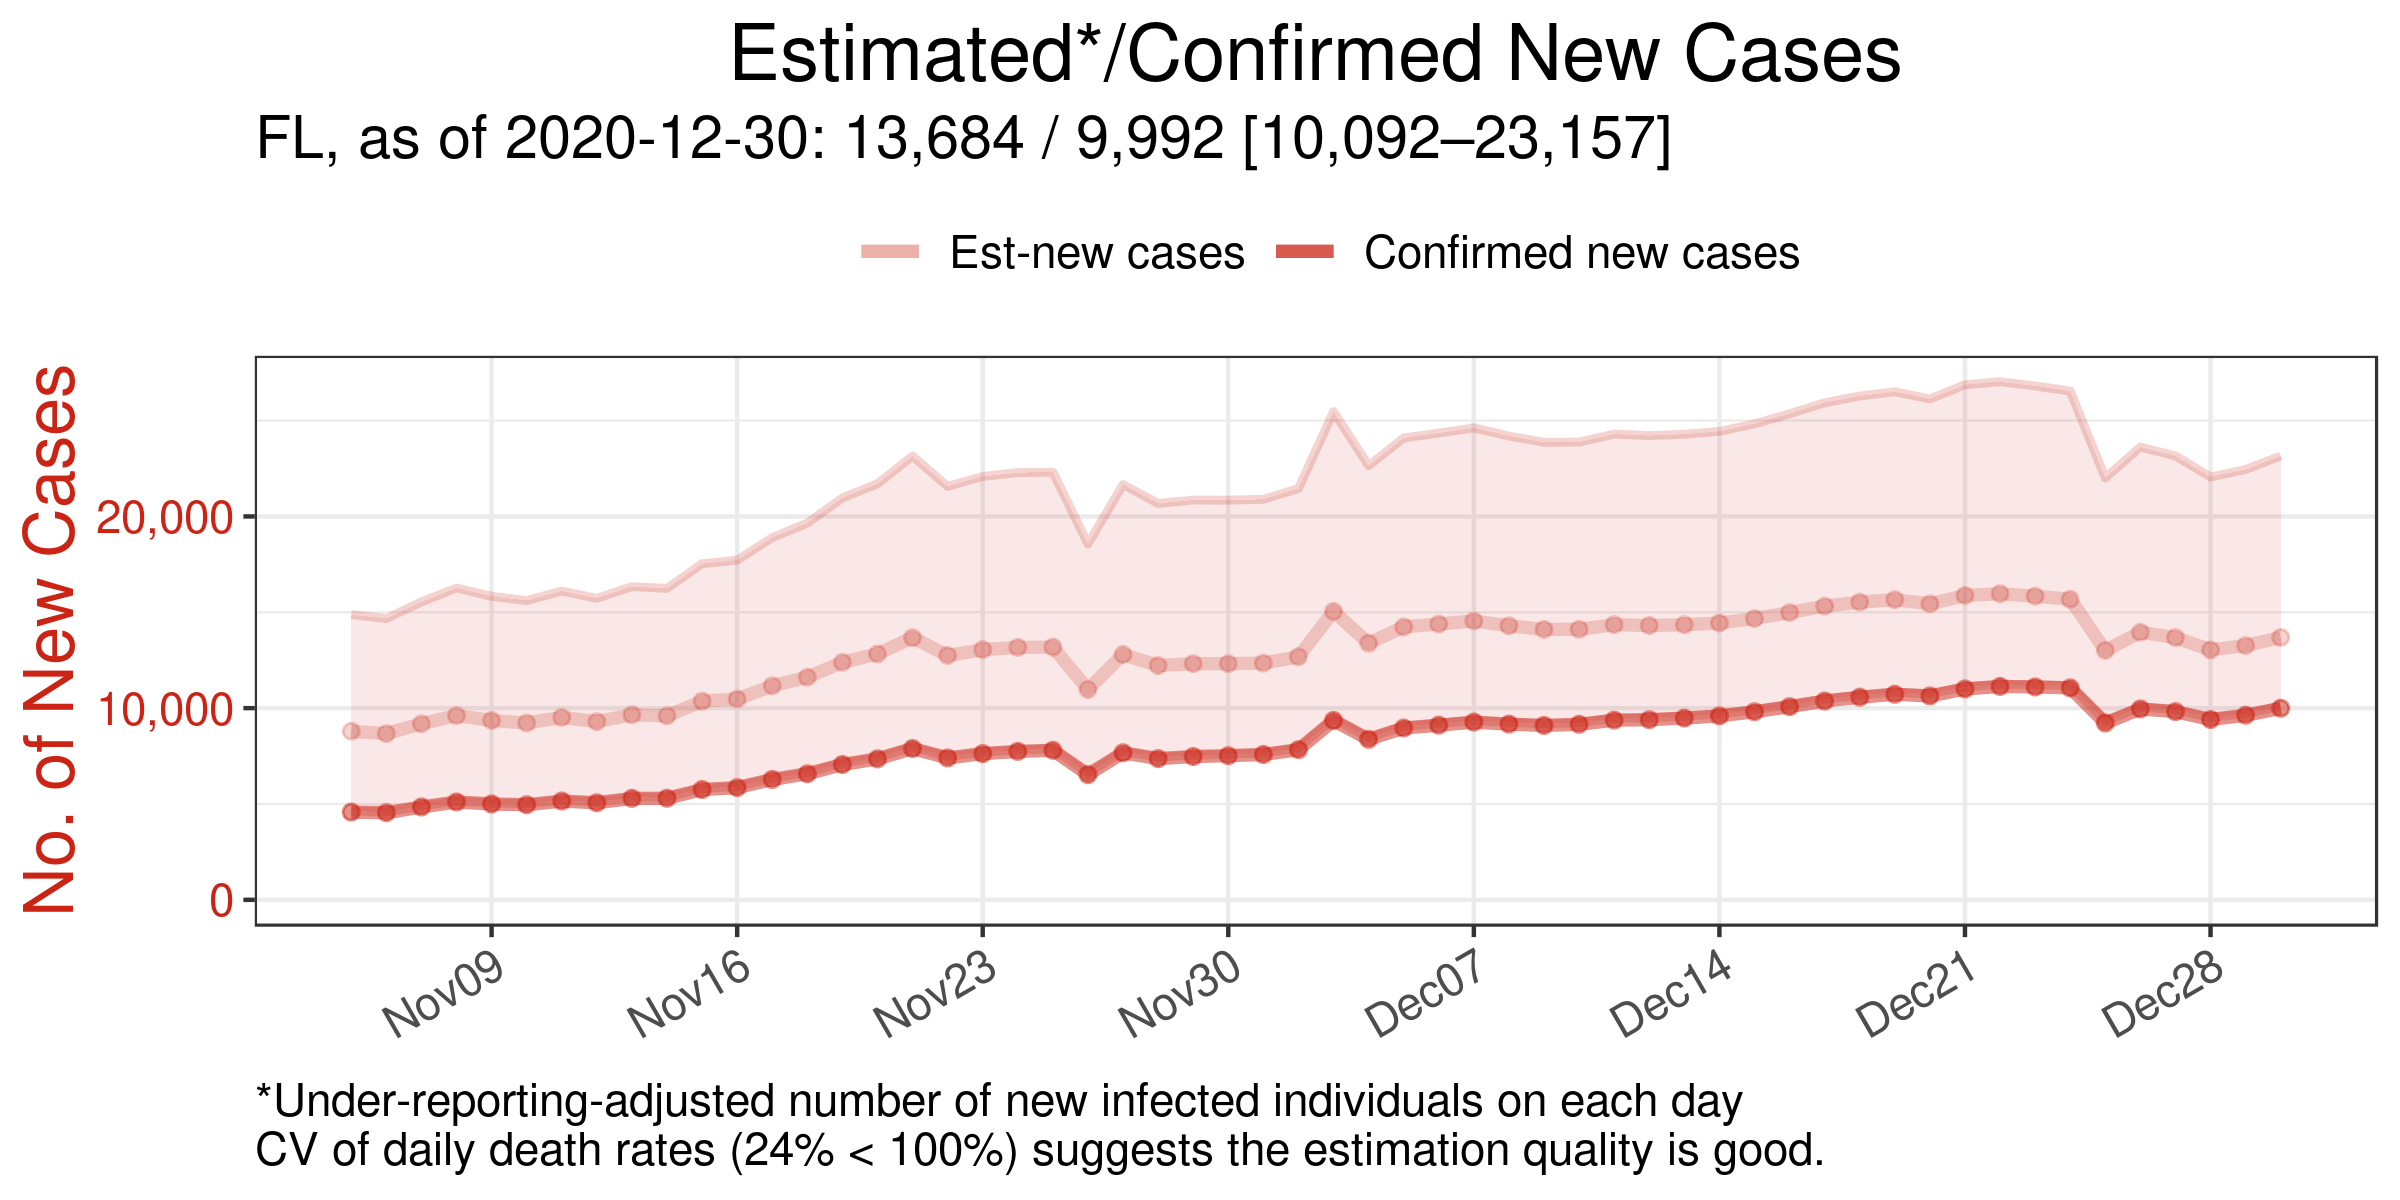 Estimated*/Confirmed New Cases
FL, as of 2020-12-30: 13,684 / 9,992 [10,092–23,157]
Est-new cases
Confirmed new cases
No. of New Cases
20,000
10,000
0
Nov09
Nov16
Nov23
Nov30
Dec07
Dec14
Dec21
Dec28
*Under-reporting-adjusted number of new infected individuals on each day
CV of daily death rates (24% < 100%) suggests the estimation quality is good.